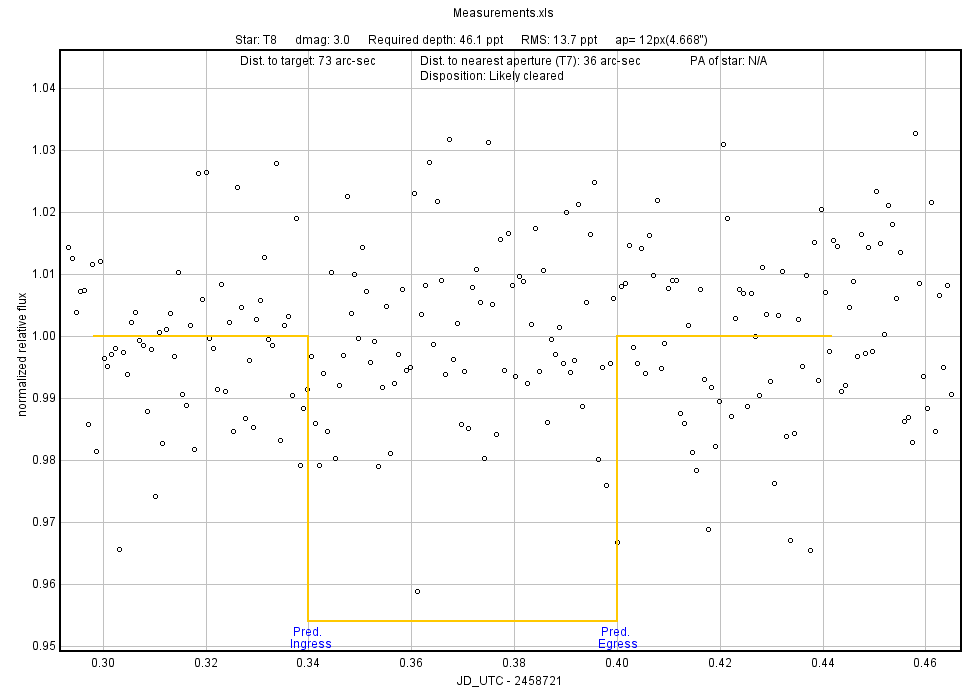 Measurements.xls
Star: T8 dmag: 3.0 Required depth: 46.1 ppt RMS: 13.7 ppt ap= 12px(4.668")
Dist. to target: 73 arc-sec Dist. to nearest aperture (T7): 36 arc-sec PA of star: N/A
Disposition: Likely cleared
1.04
1.03
1.02
1.01
1.00
0.99
0.98
0.97
0.96
0.95
normalized relative flux
Pred.
Ingress
Pred.
Egress
0.30 0.32 0.34 0.36 0.38 0.40 0.42 0.44 0.46
JD_UTC - 2458721